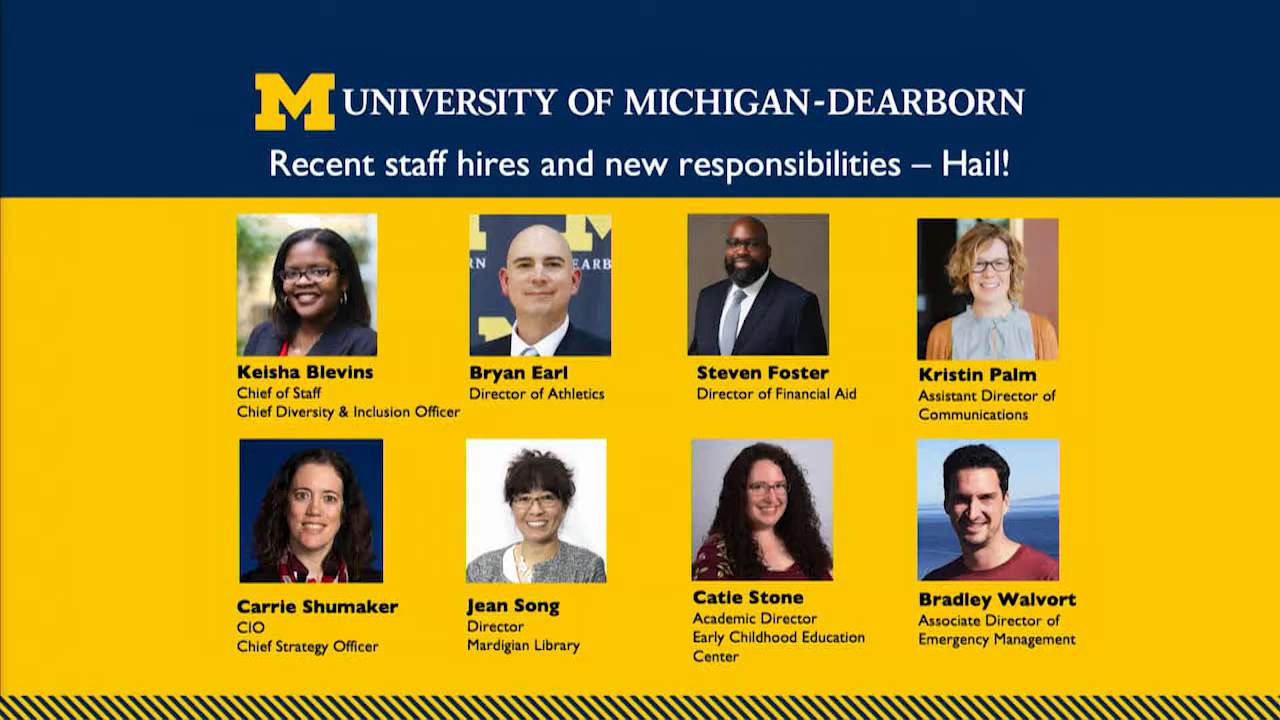 M UNIVERSITY OF MICHIGAN-DEARBORN
Recent staff hires and new responsibilities – Hail!
RN
EARB
Keisha Blevins
Chief of Staff
Chief Diversity & Inclusion Officer
Bryan Earl
Director of Athletics
Steven Foster
Director of Financial Aid
Kristin Palm
Assistant Director of
Communications
Carrie Shumaker
CIO
Chief Strategy Officer
Jean Song
Director
Mardigian Library
Catie Stone
Academic Director
Early Childhood Education
Center
Bradley Walvort
Associate Director of
Emergency Management